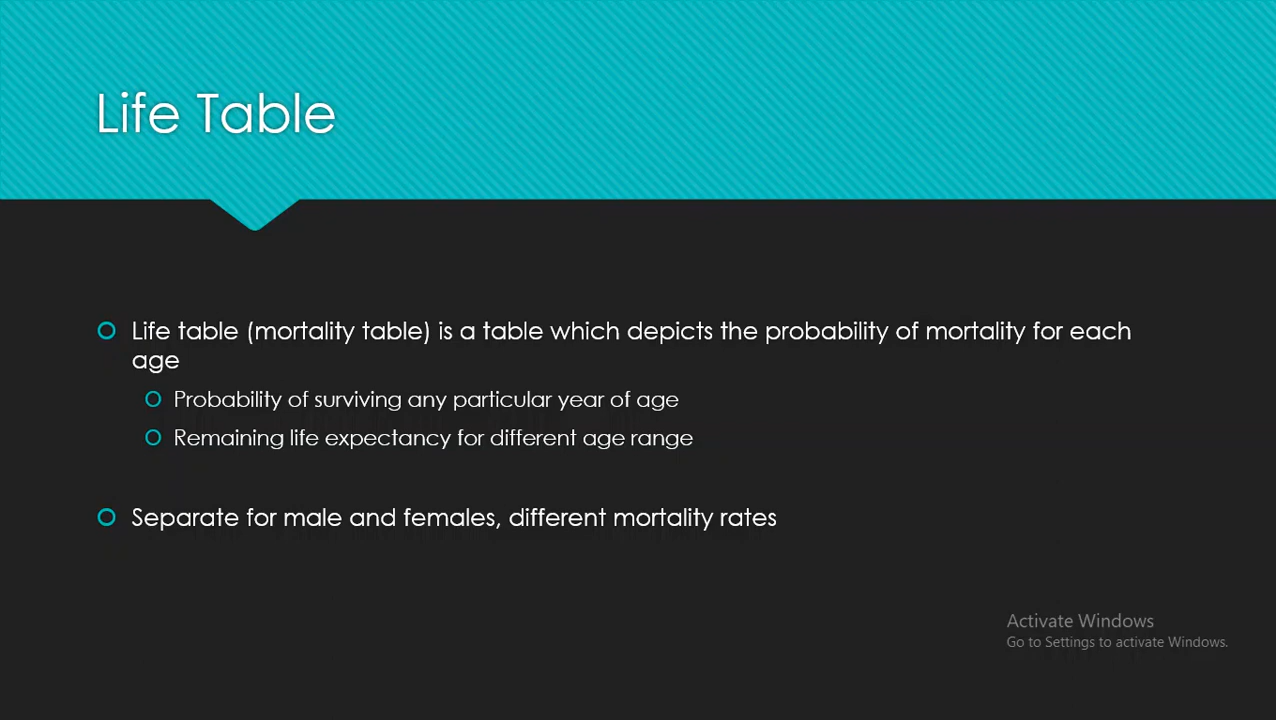 Life Table
Life table (mortality table) is a table which depicts the probability of mortality for each
age
Probability of surviving any particular year of age
Remaining life expectancy for different age range
Separate for male and females, different mortality rates
Activate Windows
Go to Settings to activate Windows.